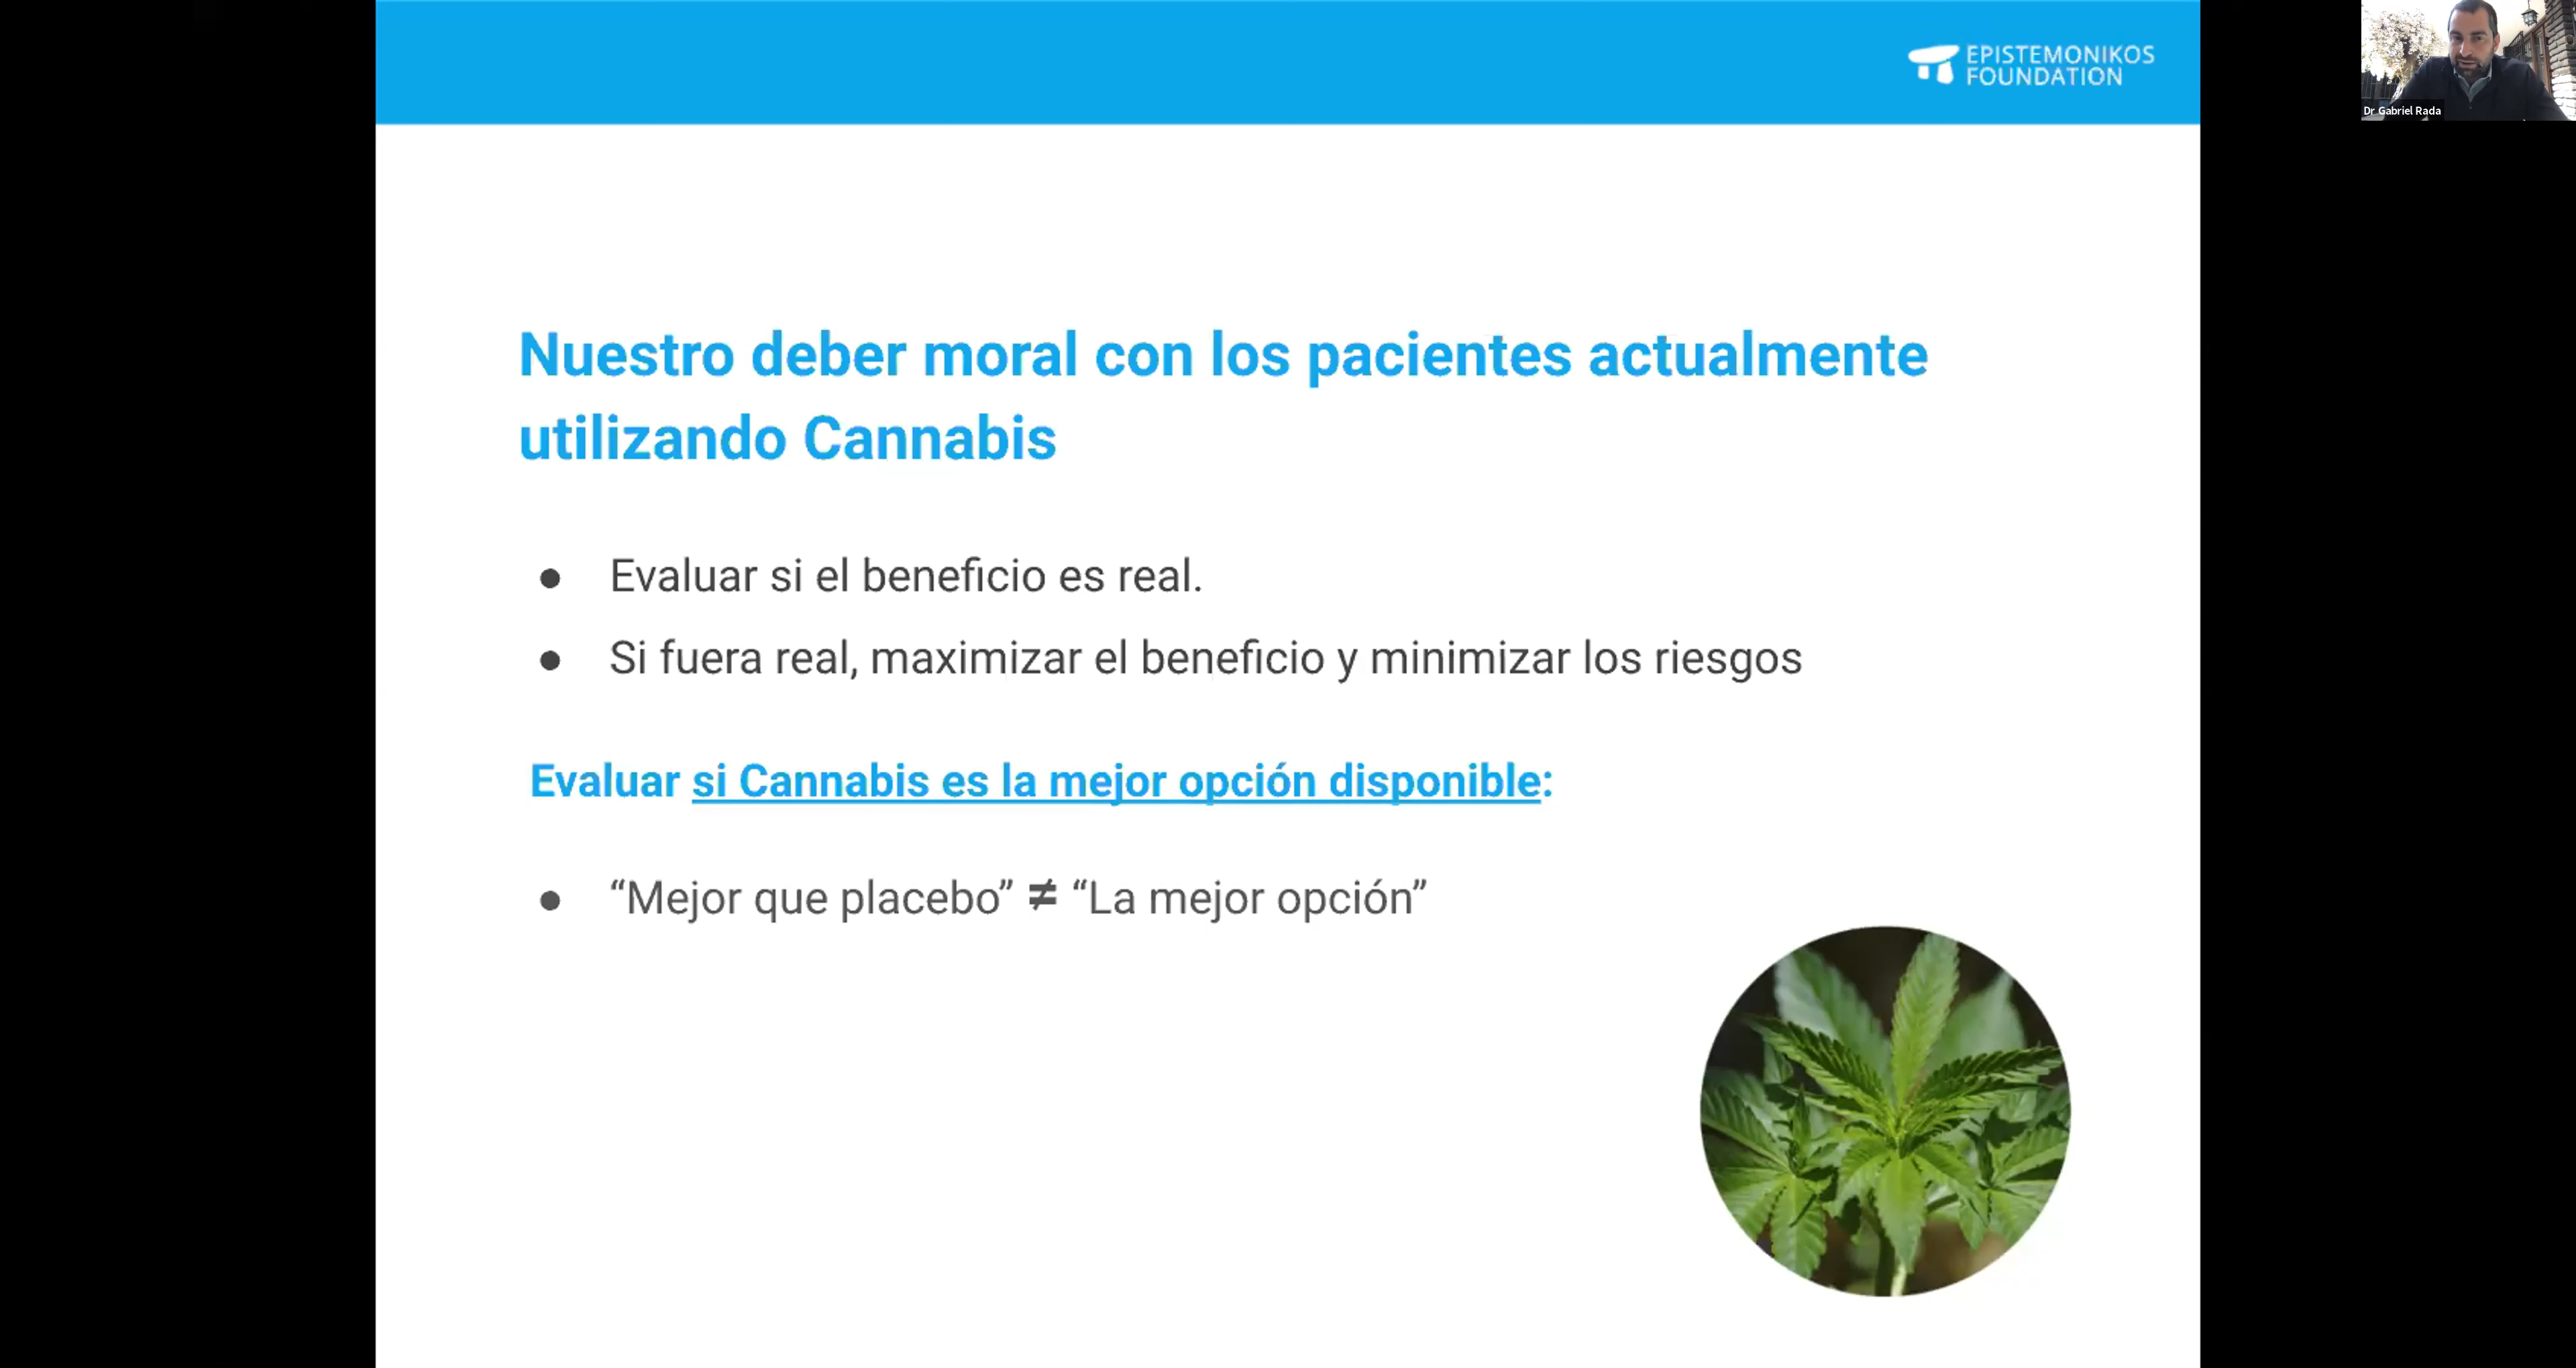 EPISTEMONIKOS
FOUNDATION
Dr Gabriel Rada
Nuestro deber moral con los pacientes actualmente
utilizando Cannabis
● Evaluar si el beneficio es real.
● Si fuera real, maximizar el beneficio y minimizar los riesgos
Evaluar si Cannabis es la mejor opción disponible:
● “Mejor que placebo” ≠ “La mejor opción”